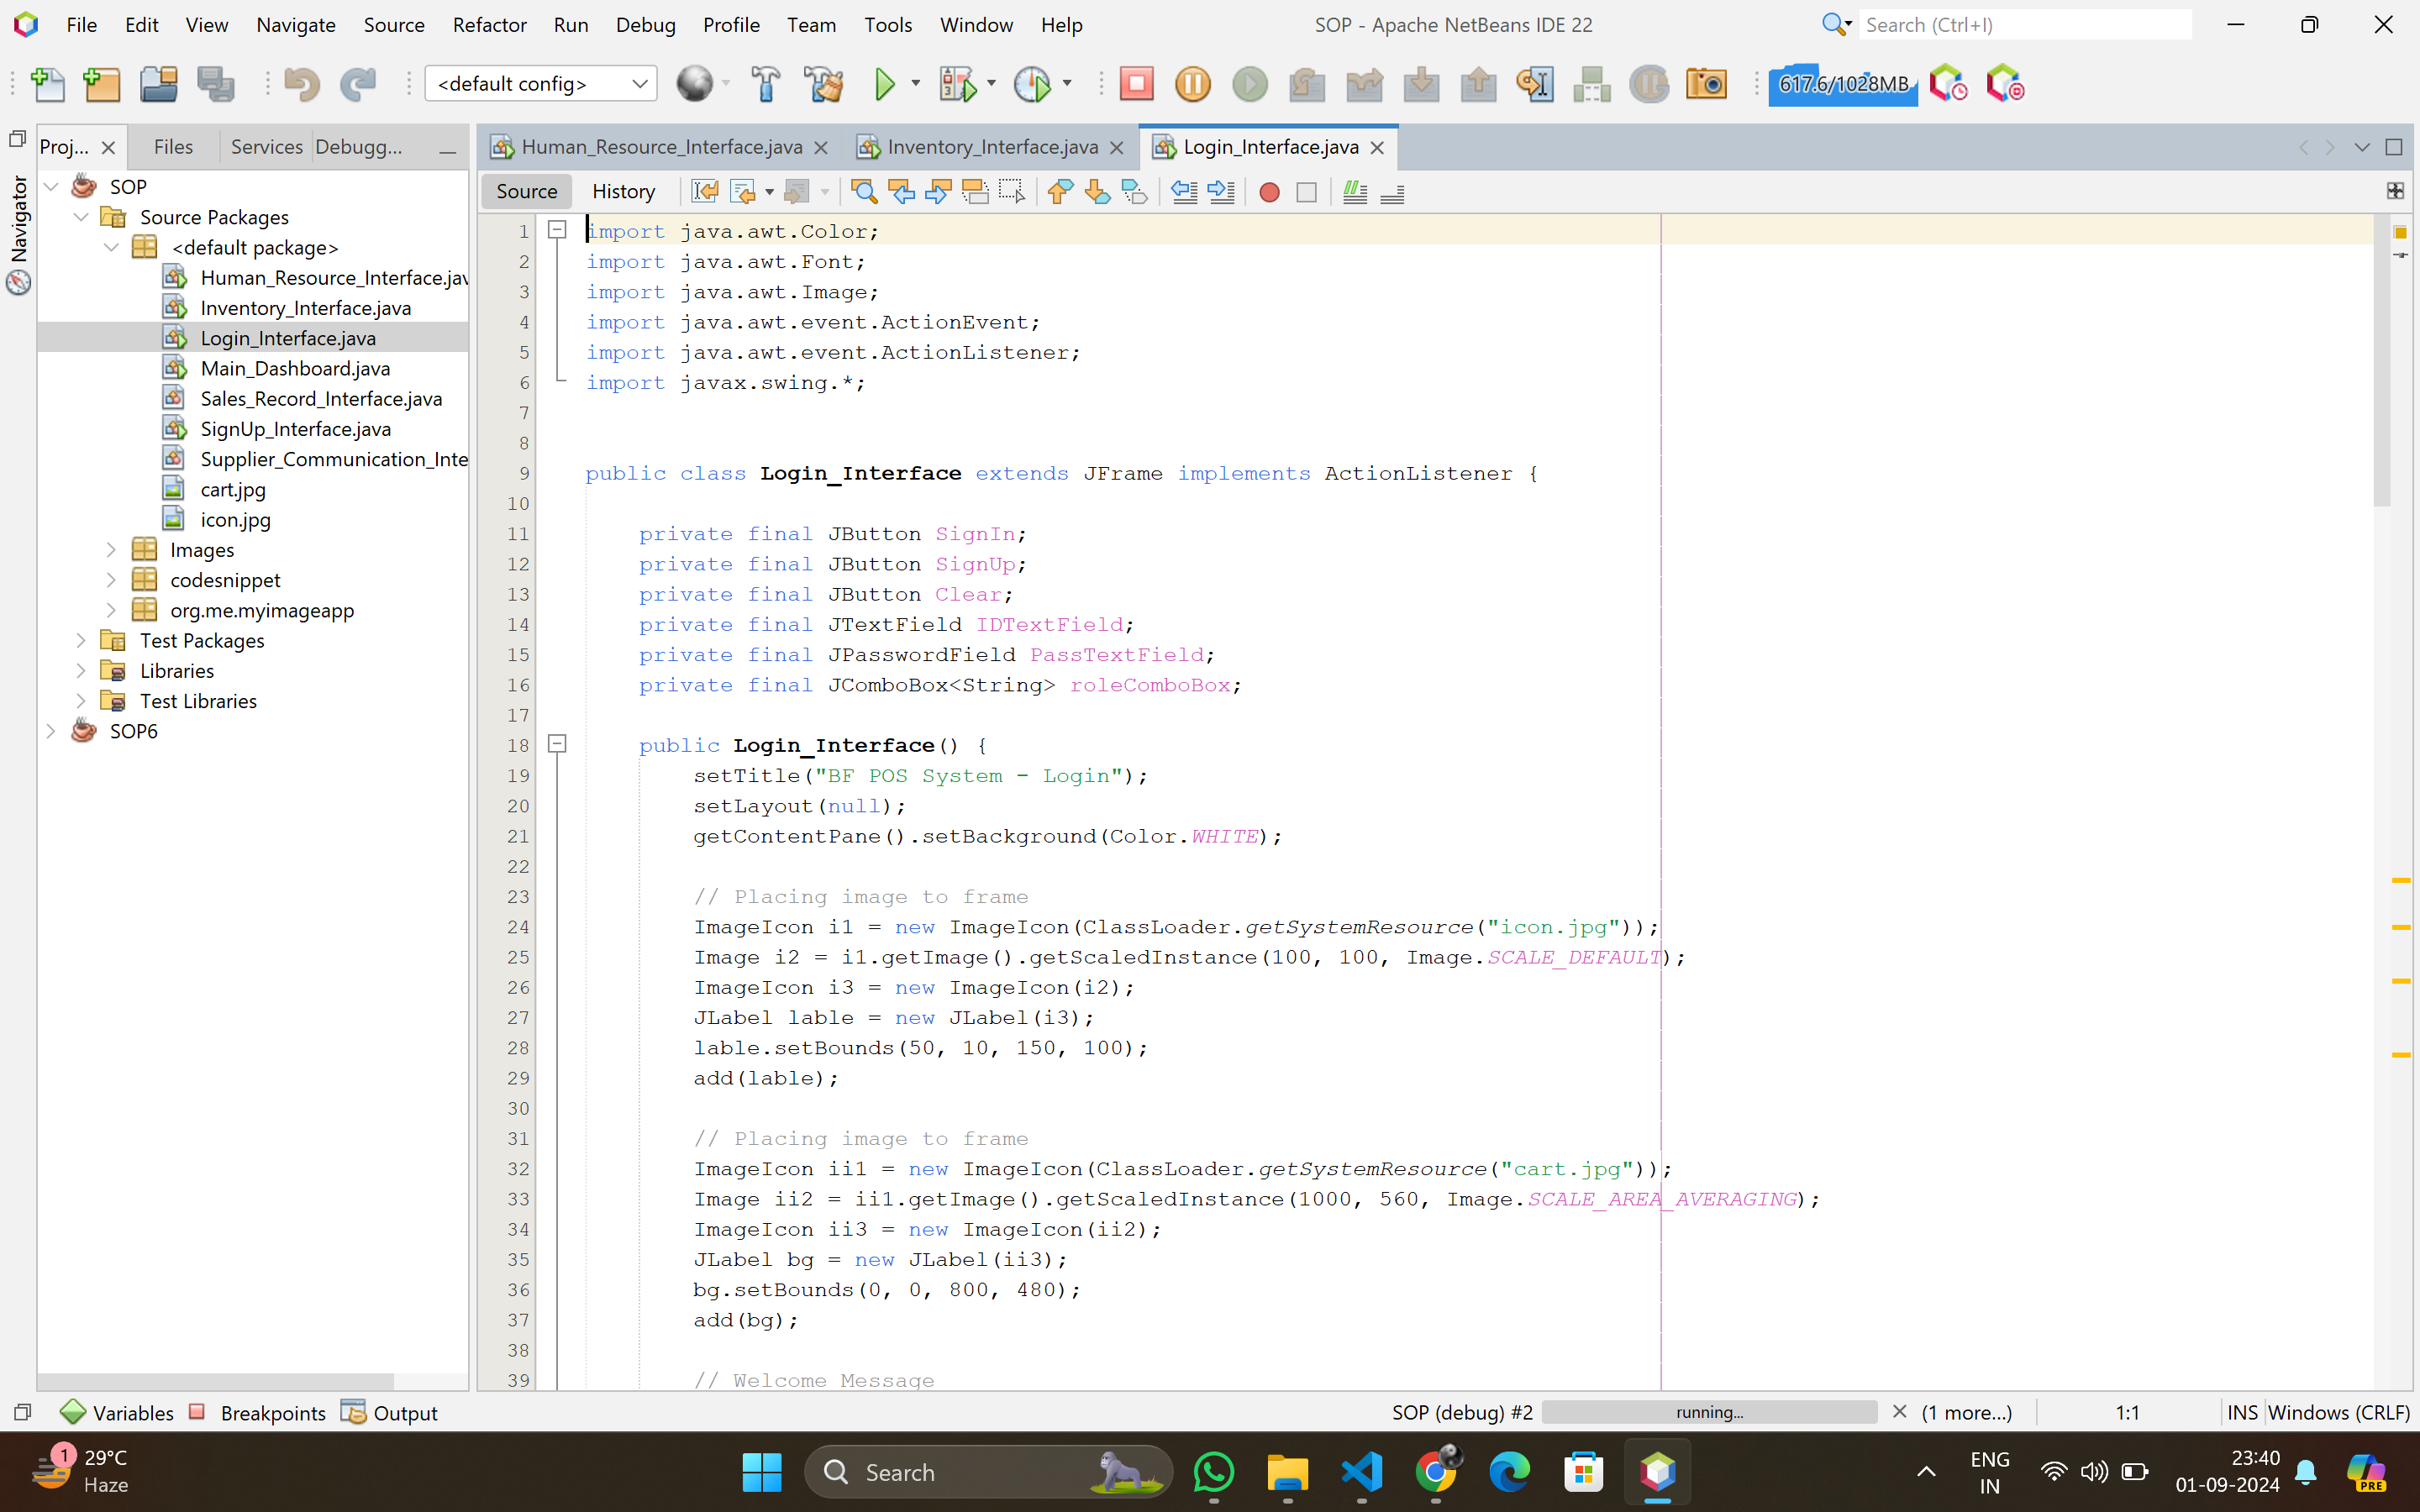 File Edit View Navigate Source Refactor Run Debug Profile Team Tools Window Help SOP - Apache NetBeans IDE 22 Search (Ctrl+I)
<default config> 617.6/1028MB
Proj... Files Services Debugg...
Human_Resource_Interface.java Inventory_Interface.java Login_Interface.java
Source History
Navigator
SOP
Source Packages
<default package>
Human_Resource_Interface.jav
Inventory_Interface.java
Login_Interface.java
Main_Dashboard.java
Sales_Record_Interface.java
SignUp_Interface.java
Supplier_Communication_Inte
cart.jpg
icon.jpg
Images
codesnippet
org.me.myimageapp
Test Packages
Libraries
Test Libraries
SOP6
1 import java.awt.Color;
2 import java.awt.Font;
3 import java.awt.Image;
4 import java.awt.event.ActionEvent;
5 import java.awt.event.ActionListener;
6 import javax.swing.*;
7
8
9 public class Login_Interface extends JFrame implements ActionListener {
10
11 private final JButton SignIn;
12 private final JButton SignUp;
13 private final JButton Clear;
14 private final JTextField IDTextField;
15 private final JPasswordField PassTextField;
16 private final JComboBox<String> roleComboBox;
17
18 public Login_Interface() {
19 setTitle("BF POS System - Login");
20 setLayout(null);
21 getContentPane().setBackground(Color.WHITE);
22
23 // Placing image to frame
24 ImageIcon i1 = new ImageIcon(ClassLoader.getSystemResource("icon.jpg"));
25 Image i2 = i1.getImage().getScaledInstance(100, 100, Image.SCALE_DEFAULT);
26 ImageIcon i3 = new ImageIcon(i2);
27 JLabel lable = new JLabel(i3);
28 lable.setBounds(50, 10, 150, 100);
29 add(lable);
30
31 // Placing image to frame
32 ImageIcon ii1 = new ImageIcon(ClassLoader.getSystemResource("cart.jpg"));
33 Image ii2 = ii1.getImage().getScaledInstance(1000, 560, Image.SCALE_AREA_AVERAGING);
34 ImageIcon ii3 = new ImageIcon(ii2);
35 JLabel bg = new JLabel(ii3);
36 bg.setBounds(0, 0, 800, 480);
37 add(bg);
38
39 // Welcome Message
Variables Breakpoints Output SOP (debug) #2 running... (1 more...) 1:1 INS Windows (CRLF)
1 29°C
Haze
Search
ENG
IN
23:40
01-09-2024
PRE